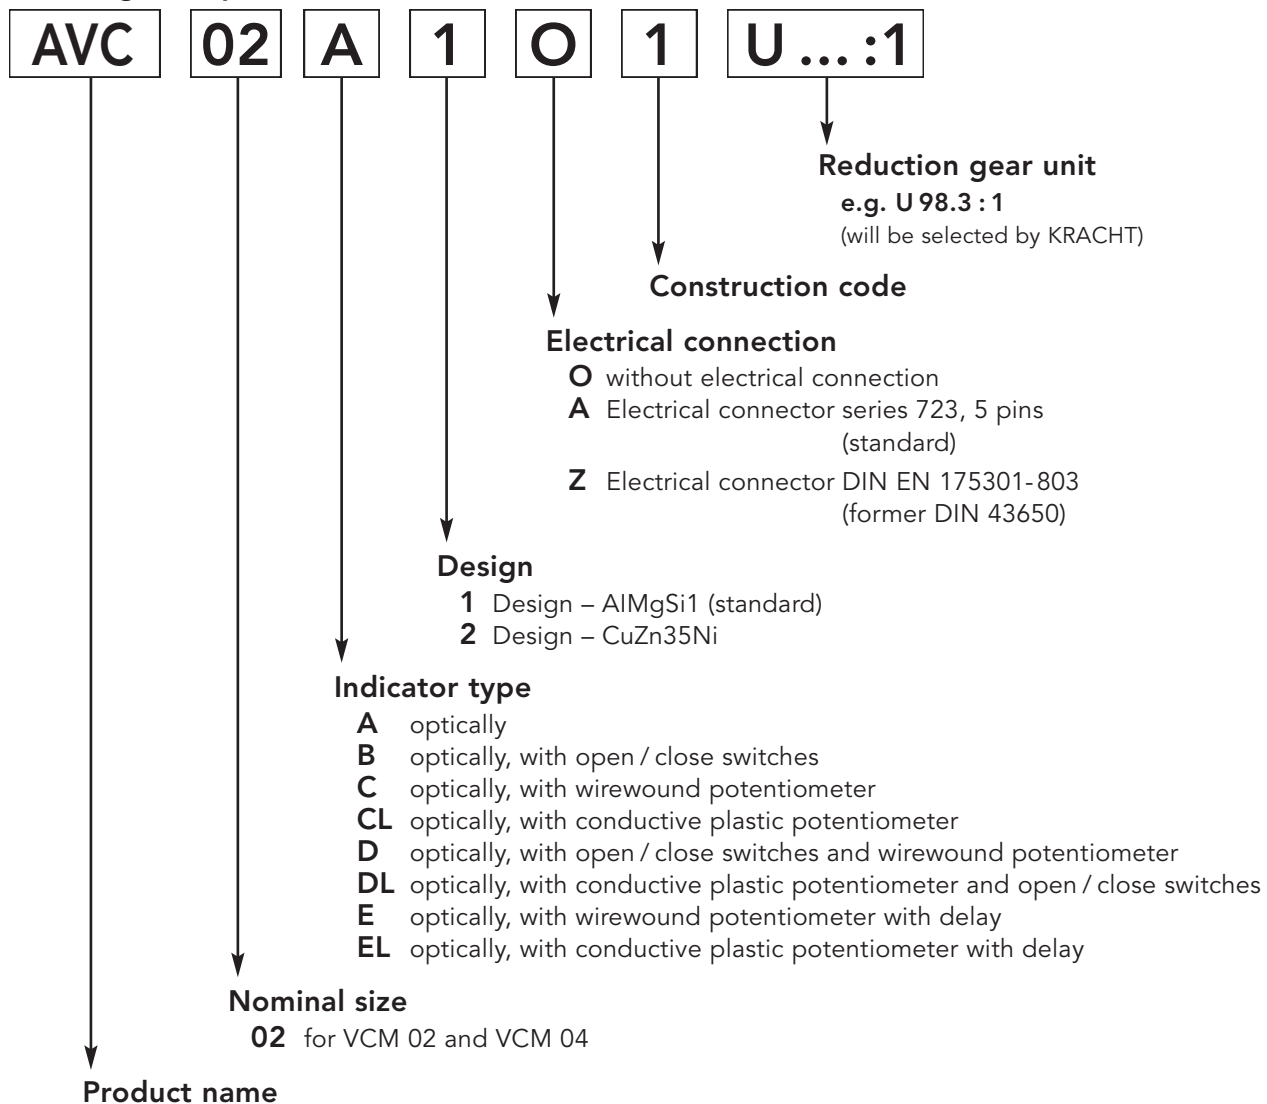 AVC 02 A 1 O 1 U ... :1
Reduction gear unit
e.g. U 98.3 : 1
(will be selected by KRACHT)
Construction code
Electrical connection
O without electrical connection
A Electrical connector series 723, 5 pins
(standard)
Z Electrical connector DIN EN 175301-803
(former DIN 43650)
Design
1 Design – AlMgSi1 (standard)
2 Design – CuZn35Ni
Indicator type
A optically
B optically, with open / close switches
C optically, with wirewound potentiometer
CL optically, with conductive plastic potentiometer
D optically, with open / close switches and wirewound potentiometer
DL optically, with conductive plastic potentiometer and open / close switches
E optically, with wirewound potentiometer with delay
EL optically, with conductive plastic potentiometer with delay
Nominal size
02 for VCM 02 and VCM 04
Product name